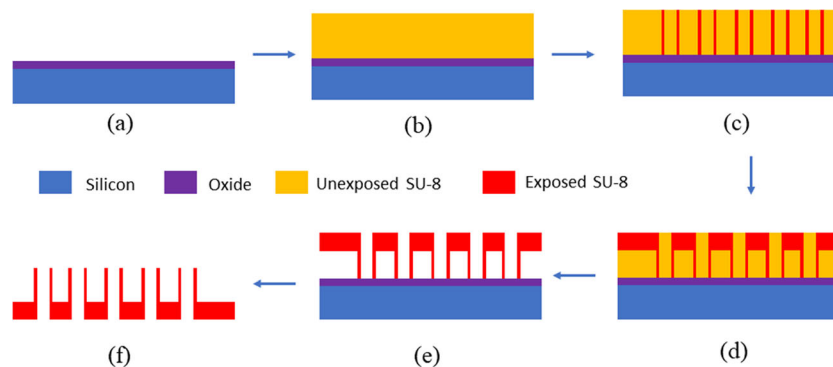 (a)
(b)
(c)
Silicon
Oxide
Unexposed SU-8
Exposed SU-8
(f)
(e)
(d)